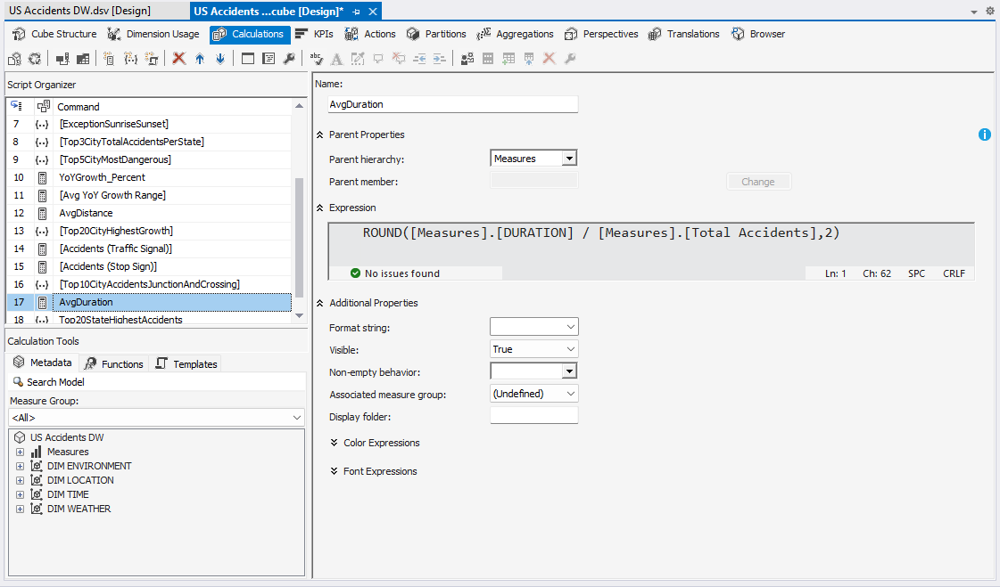 US Accidents DW.dsv [Design]
US Accidents ...cube [Design]*
Cube Structure
Dimension Usage
Calculations
KPIs
Actions
Partitions
Aggregations
Perspectives
Translations
Browser
Script Organizer
Command
7 [ExceptionSunriseSunset]
8 [Top3CityTotalAccidentsPerState]
9 [Top5CityMostDangerous]
10 YoYGrowth_Percent
11 [Avg YoY Growth Range]
12 AvgDistance
13 [Top20CityHighestGrowth]
14 [Accidents (Traffic Signal)]
15 [Accidents (Stop Sign)]
16 [Top10CityAccidentsJunctionAndCrossing]
17 AvgDuration
18 Top20StateHighestAccidents
Calculation Tools
Metadata
Functions
Templates
Search Model
Measure Group:
<All>
US Accidents DW
Measures
DIM ENVIRONMENT
DIM LOCATION
DIM TIME
DIM WEATHER
Name:
AvgDuration
Parent Properties
Parent hierarchy: Measures
Parent member: Change
Expression
ROUND([Measures].[DURATION] / [Measures].[Total Accidents],2)
No issues found Ln: 1 Ch: 62 SPC CRLF
Additional Properties
Format string:
Visible: True
Non-empty behavior:
Associated measure group: (Undefined)
Display folder:
Color Expressions
Font Expressions